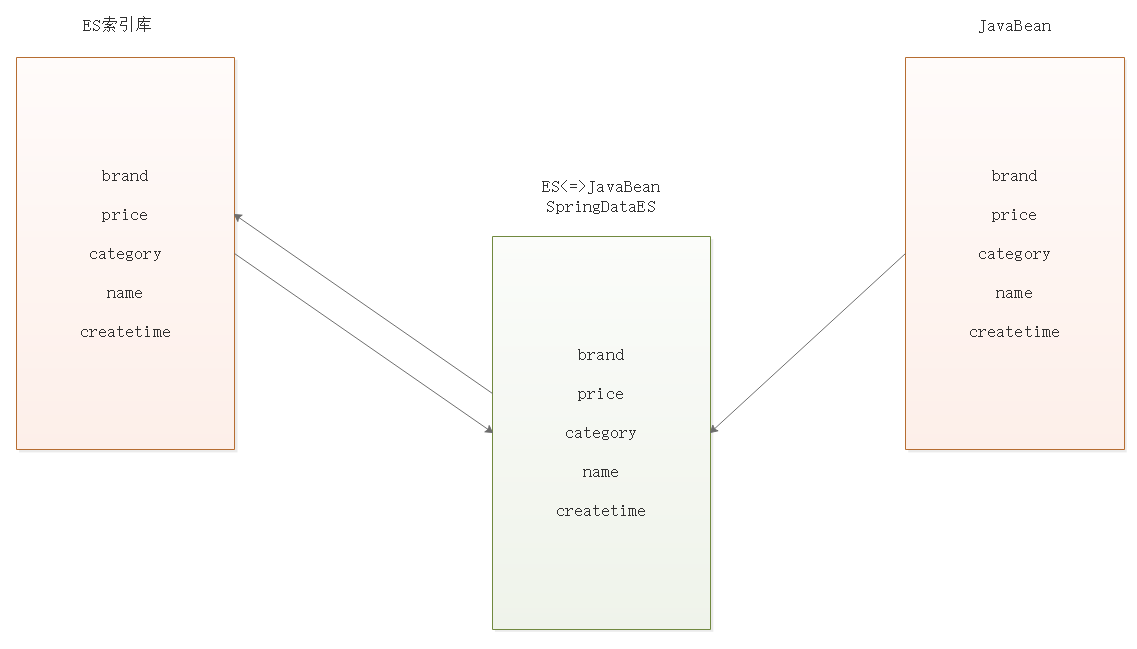 ES索引库
brand
price
category
name
createtime
ES<=>JavaBean
SpringDataES
brand
price
category
name
createtime
JavaBean
brand
price
category
name
createtime